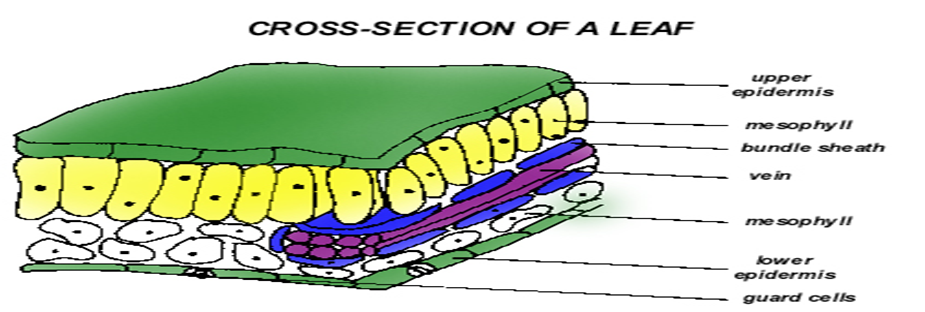 CROSS-SECTION OF A LEAF
upper
epidermis
mesophyll
bundle sheath
vein
mesophyll
lower
epidermis
guard cells